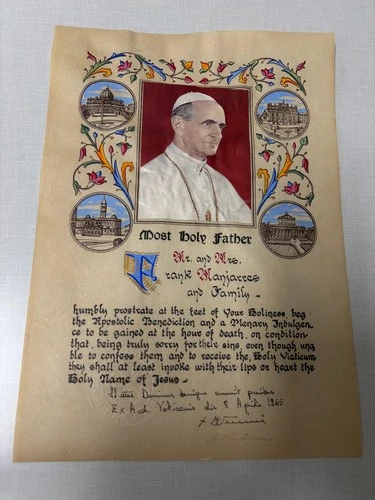 Most Holy Father
Mr. and Mrs.
Frank Manjarres
and Family ~
humbly prostrate at the feet of Your Holiness, beg
the Apostolic Benediction and a Plenary Indulgen-
ce to be gained at the hour of death, on condition
that, being truly sorry for their sins, even though una
ble to confess them and to receive the, Holy Viaticum
they shall at least invoke with their lips or heart the
Holy Name of Jesus ~
Dominus benigne annuit precibus
Ex Aed. Vaticanis die 8 Aprilis 1965